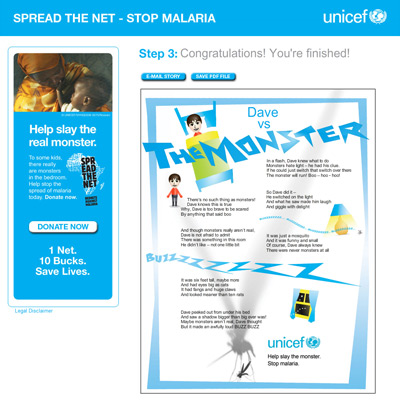 SPREAD THE NET - STOP MALARIA
unicef
Step 3: Congratulations! You're finished!
E-MAIL STORY
SAVE PDF FILE
Help slay the
real monster.
To some kids,
there really
are monsters
in the bedroom.
Help stop the
spread of malaria
today. Donate now.
SPREAD
THE NET
DONATE NOW
1 Net.
10 Bucks.
Save Lives.
Legal Disclaimer
Dave
vs
THE MONSTER
In a flash, Dave knew what to do
Monsters hate light – he had his clue.
If he could just switch that switch over there
The monster will run! Boo – hoo - hoo!
There's no such thing as monsters!
Dave knows this is true
Why, Dave is too brave to be scared
By anything that said boo
So Dave did it –
He switched on the light
And what he saw made him laugh
And giggle with delight
And though monsters really aren't real,
Dave is not afraid to admit
There was something in this room
He didn't like – not one little bit
It was just a mosquito
And it was funny and small
Of course, Dave always knew
There was never monsters at all
BUZZZZZZZZZ
It was six foot tall, maybe more
And had eyes big as oats
It had fangs and huge claws
And looked meaner than ten rats
Dave peeked out from under his bed
And saw a shadow bigger than big ever was!
Maybe monsters aren't real, Dave thought
But it made an awfully loud BUZZ BUZZ
unicef
Help slay the monster.
Stop malaria.